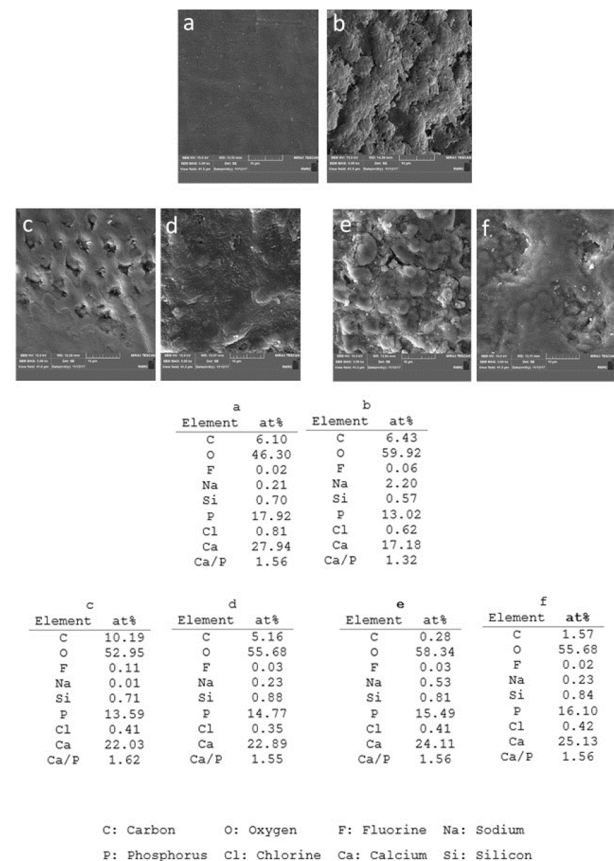 a
b
c
d
e
f
a
Element at%
C 6.10
O 46.30
F 0.02
Na 0.21
Si 0.70
P 17.92
Cl 0.81
Ca 27.94
Ca/P 1.56
b
Element at%
C 6.43
O 59.92
F 0.06
Na 2.20
Si 0.57
P 13.02
Cl 0.62
Ca 17.18
Ca/P 1.32
c
Element at%
C 10.19
O 52.95
F 0.11
Na 0.01
Si 0.71
P 13.59
Cl 0.41
Ca 22.03
Ca/P 1.62
d
Element at%
C 5.16
O 55.68
F 0.03
Na 0.23
Si 0.88
P 14.77
Cl 0.35
Ca 22.89
Ca/P 1.55
e
Element at%
C 0.28
O 58.34
F 0.03
Na 0.53
Si 0.81
P 15.49
Cl 0.41
Ca 24.11
Ca/P 1.56
f
Element at%
C 1.57
O 55.68
F 0.02
Na 0.23
Si 0.84
P 16.10
Cl 0.42
Ca 25.13
Ca/P 1.56
C: Carbon O: Oxygen F: Fluorine Na: Sodium
P: Phosphorus Cl: Chlorine Ca: Calcium Si: Silicon